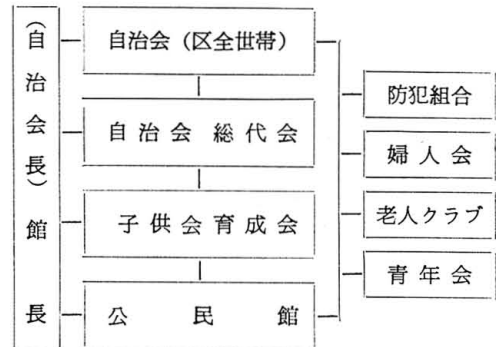 （自治会長）館長
自治会（区全世帯）
自治会 総代会
子供会育成会
公民館
防犯組合
婦人会
老人クラブ
青年会